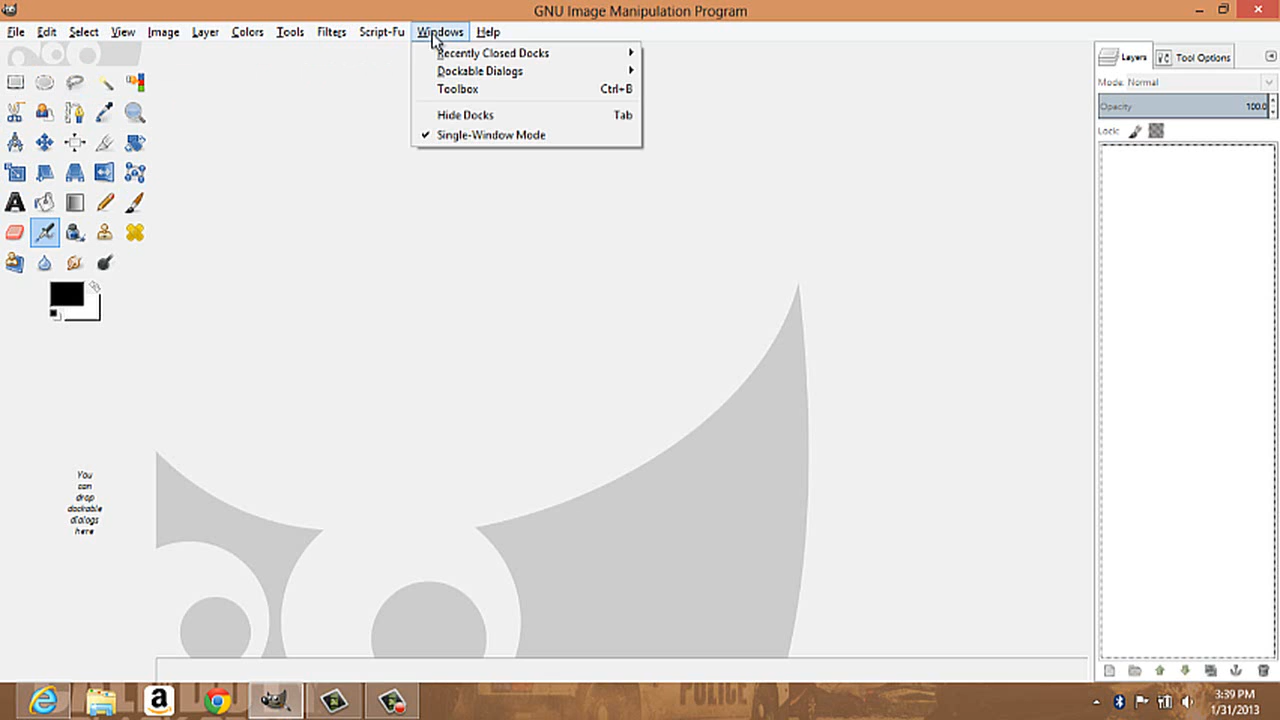 GNU Image Manipulation Program
File Edit Select View Image Layer Colors Tools Filters Script-Fu Windows Help
Recently Closed Docks
Dockable Dialogs
Toolbox Ctrl+B
Hide Docks Tab
Single-Window Mode
Layers Tool Options
Mode: Normal
Opacity 100.0
Lock:
You
can
drop
dockable
dialogs
here
POLICE
3:39 PM
1/31/2013